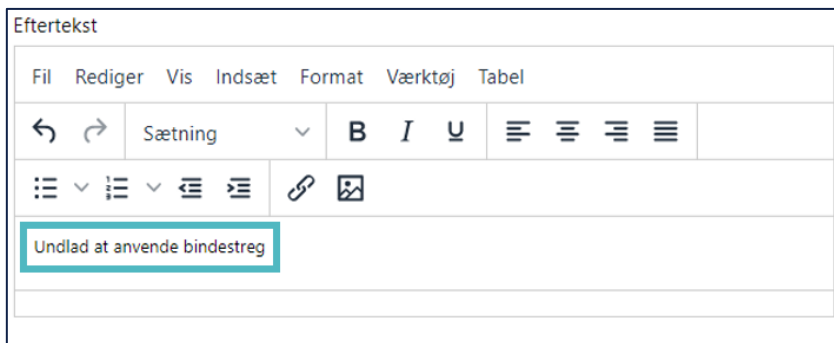 Eftertekst
Fil Rediger Vis Indsæt Format Værktøj Tabel
Sætning B I U
Undlad at anvende bindestreg